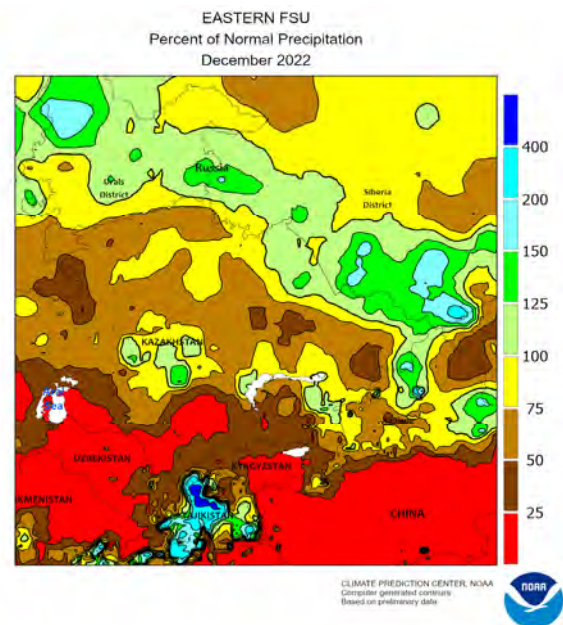 EASTERN FSU
Percent of Normal Precipitation
December 2022
Russia
Urals
District
Siberia
District
KAZAKHSTAN
UZBEKISTAN
KYRGYZSTAN
KMENISTAN
CHINA
400
200
150
125
100
75
50
25
CLIMATE PREDICTION CENTER, NOAA
Computer generated contours
Based on preliminary data
NOAA